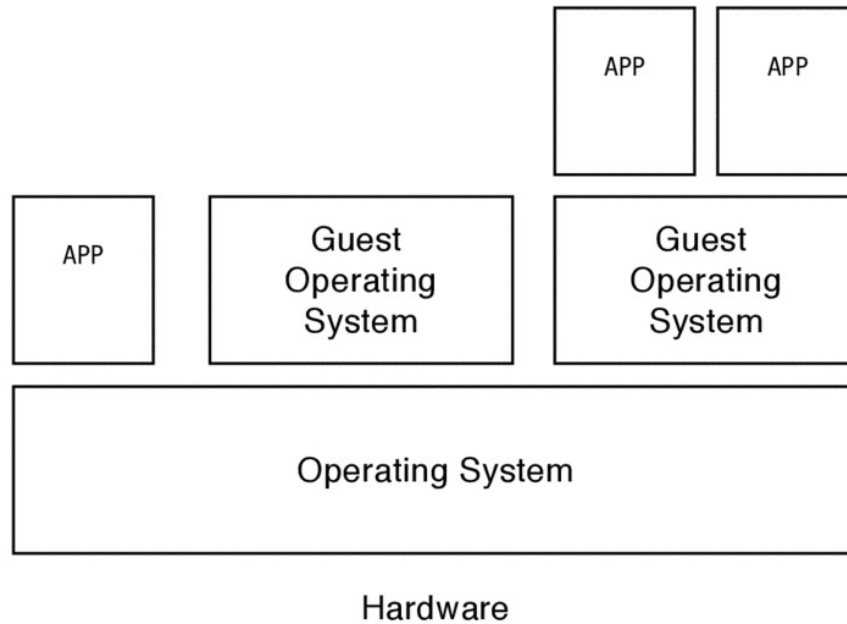 APP
APP
APP
Guest
Operating
System
Guest
Operating
System
Operating System
Hardware